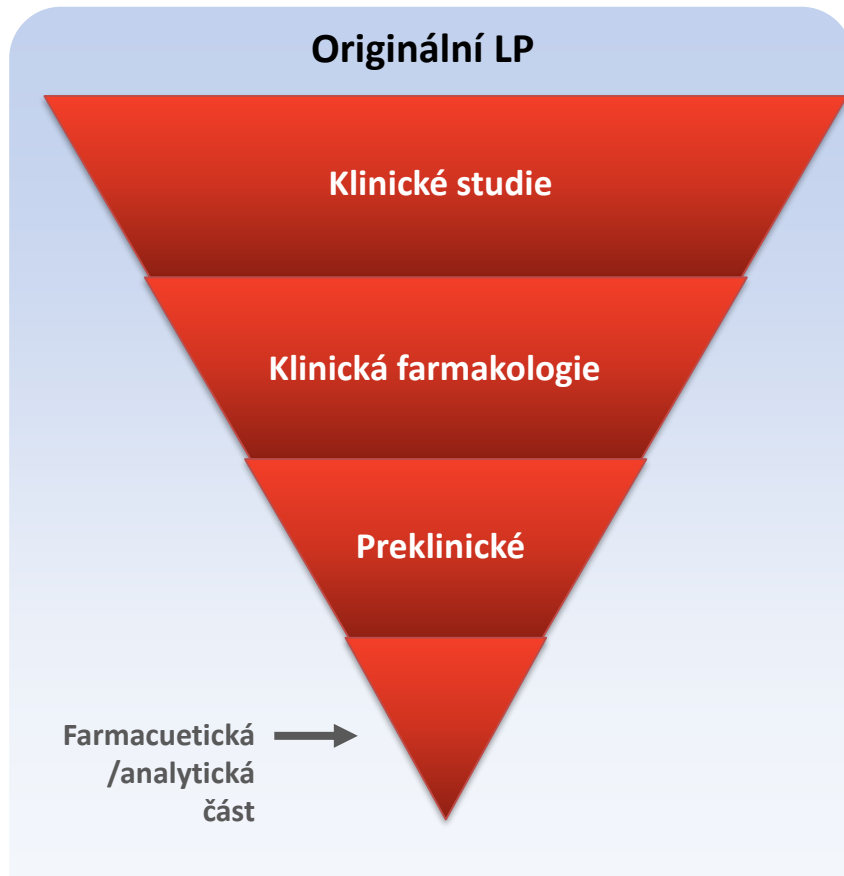 Originální LP
Klinické studie
Klinická farmakologie
Preklinické
Farmacuetická
/analytická
část